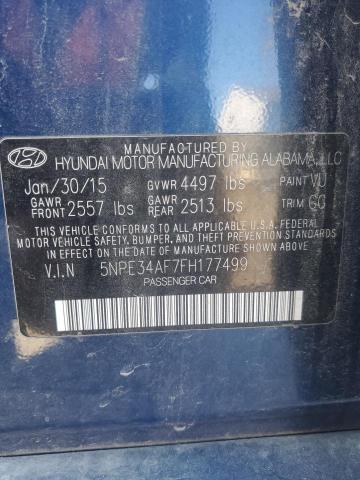 MANUFACTURED BY
HYUNDAI MOTOR MANUFACTURING ALABAMA, LLC
Jan/30/15 GVWR 4497 lbs PAINT VU
GAWR FRONT 2557 lbs GAWR REAR 2513 lbs TRIM GG
THIS VEHICLE CONFORMS TO ALL APPLICABLE U.S.A. FEDERAL
MOTOR VEHICLE SAFETY, BUMPER, AND THEFT PREVENTION STANDARDS
IN EFFECT ON THE DATE OF MANUFACTURE SHOWN ABOVE.
V.I.N 5NPE34AF7FH177499
PASSENGER CAR